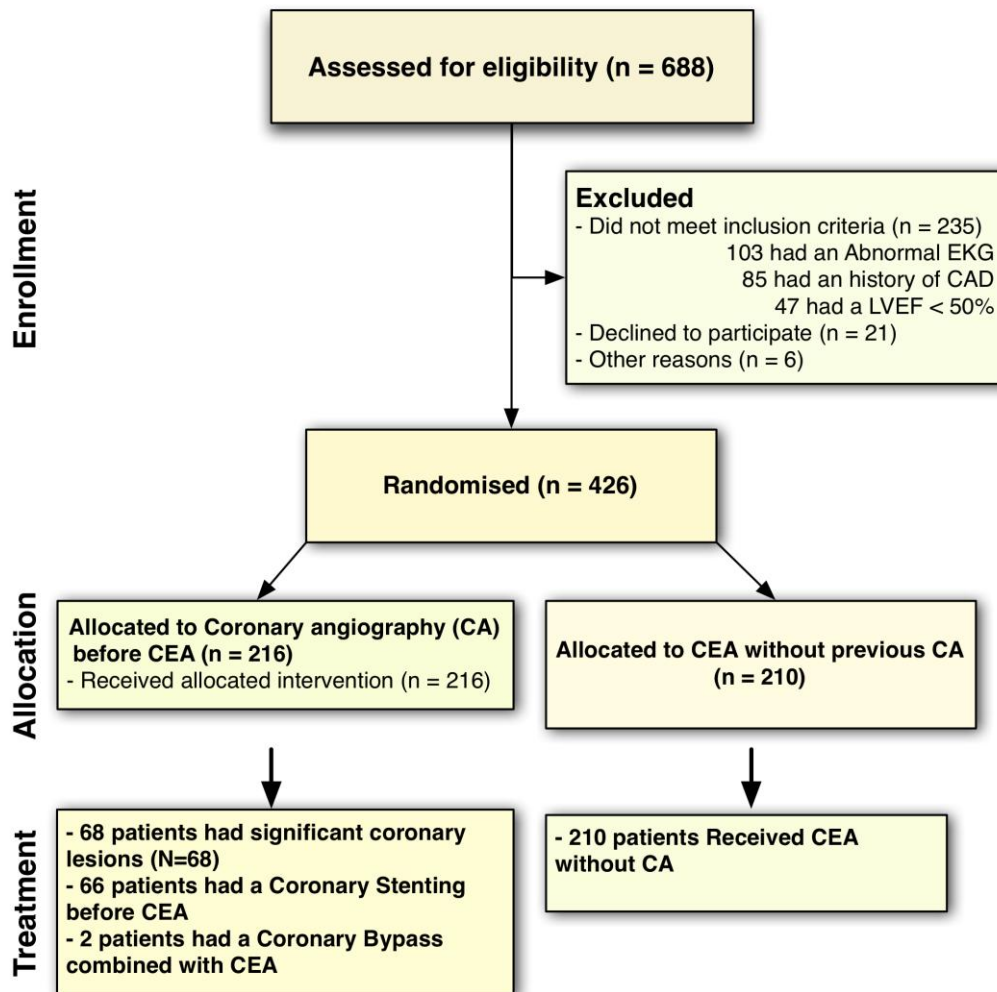 Assessed for eligibility (n = 688)
Enrollment
Excluded
- Did not meet inclusion criteria (n = 235)
103 had an Abnormal EKG
85 had an history of CAD
47 had a LVEF < 50%
- Declined to participate (n = 21)
- Other reasons (n = 6)
Randomised (n = 426)
Allocation
Allocated to Coronary angiography (CA)
before CEA (n = 216)
- Received allocated intervention (n = 216)
Allocated to CEA without previous CA
(n = 210)
Treatment
- 68 patients had significant coronary
lesions (N=68)
- 66 patients had a Coronary Stenting
before CEA
- 2 patients had a Coronary Bypass
combined with CEA
- 210 patients Received CEA
without CA